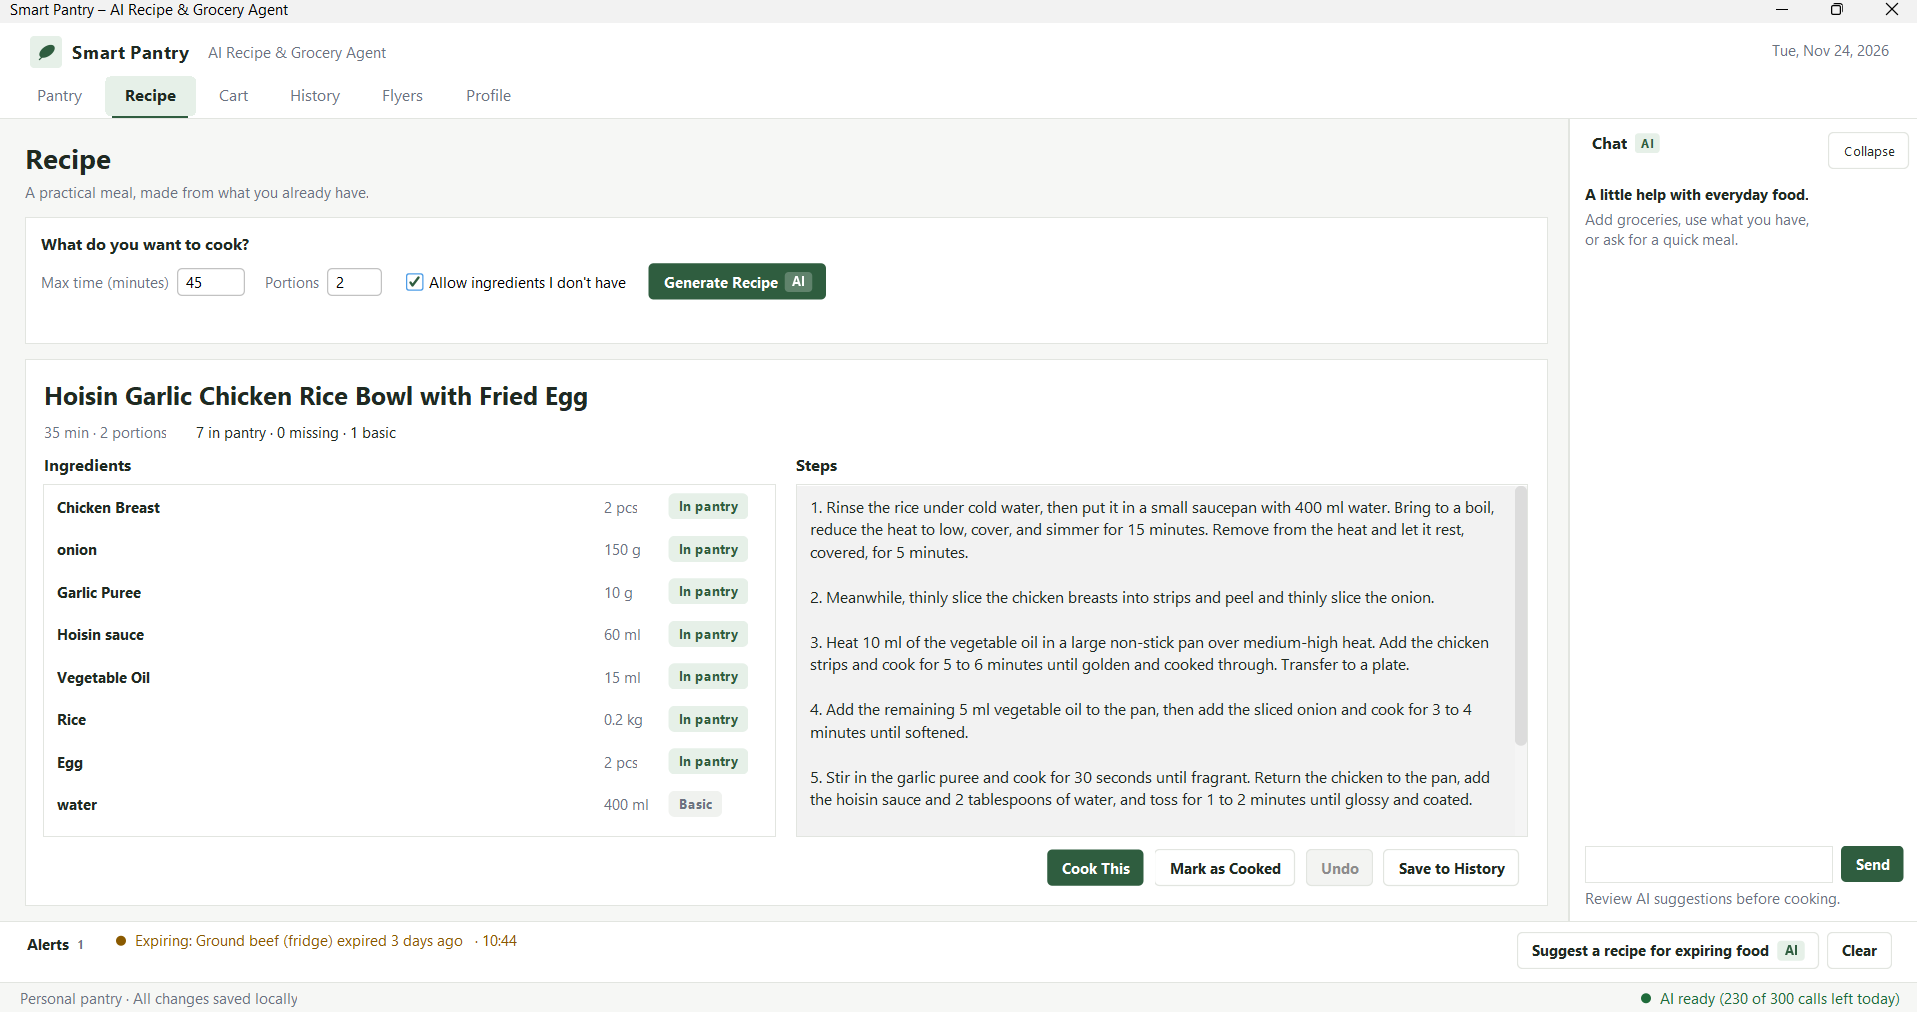 Smart Pantry – AI Recipe & Grocery Agent
Smart Pantry AI Recipe & Grocery Agent
Tue, Nov 24, 2026
Pantry Recipe Cart History Flyers Profile
Recipe
A practical meal, made from what you already have.
What do you want to cook?
Max time (minutes) 45 Portions 2 Allow ingredients I don't have Generate Recipe AI
Hoisin Garlic Chicken Rice Bowl with Fried Egg
35 min · 2 portions 7 in pantry · 0 missing · 1 basic
Ingredients
Chicken Breast 2 pcs In pantry
onion 150 g In pantry
Garlic Puree 10 g In pantry
Hoisin sauce 60 ml In pantry
Vegetable Oil 15 ml In pantry
Rice 0.2 kg In pantry
Egg 2 pcs In pantry
water 400 ml Basic
Steps
1. Rinse the rice under cold water, then put it in a small saucepan with 400 ml water. Bring to a boil,
reduce the heat to low, cover, and simmer for 15 minutes. Remove from the heat and let it rest,
covered, for 5 minutes.
2. Meanwhile, thinly slice the chicken breasts into strips and peel and thinly slice the onion.
3. Heat 10 ml of the vegetable oil in a large non-stick pan over medium-high heat. Add the chicken
strips and cook for 5 to 6 minutes until golden and cooked through. Transfer to a plate.
4. Add the remaining 5 ml vegetable oil to the pan, then add the sliced onion and cook for 3 to 4
minutes until softened.
5. Stir in the garlic puree and cook for 30 seconds until fragrant. Return the chicken to the pan, add
the hoisin sauce and 2 tablespoons of water, and toss for 1 to 2 minutes until glossy and coated.
Cook This Mark as Cooked Undo Save to History
Chat AI
Collapse
A little help with everyday food.
Add groceries, use what you have,
or ask for a quick meal.
Send
Review AI suggestions before cooking.
Alerts 1 Expiring: Ground beef (fridge) expired 3 days ago · 10:44
Suggest a recipe for expiring food AI Clear
Personal pantry · All changes saved locally
AI ready (230 of 300 calls left today)